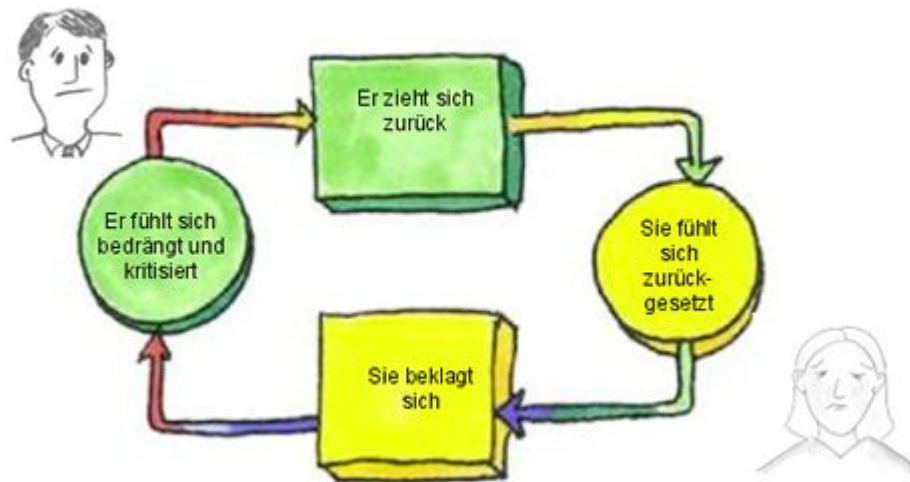 Er zieht sich
zurück
Sie fühlt
sich
zurück-
gesetzt
Sie beklagt
sich
Er fühlt sich
bedrängt und
kritisiert